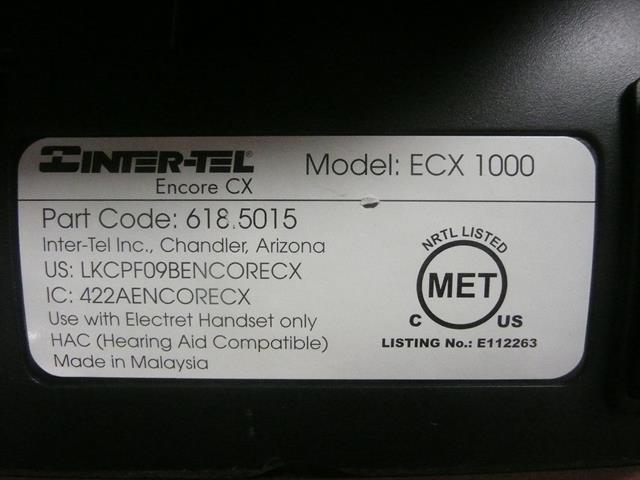 INTER-TEL
Encore CX
Model: ECX 1000
Part Code: 618.5015
Inter-Tel Inc., Chandler, Arizona
US: LKCPF09BENCORECX
IC: 422AENCORECX
Use with Electret Handset only
HAC (Hearing Aid Compatible)
Made in Malaysia
NRTL LISTED
MET
C US
LISTING No.: E112263